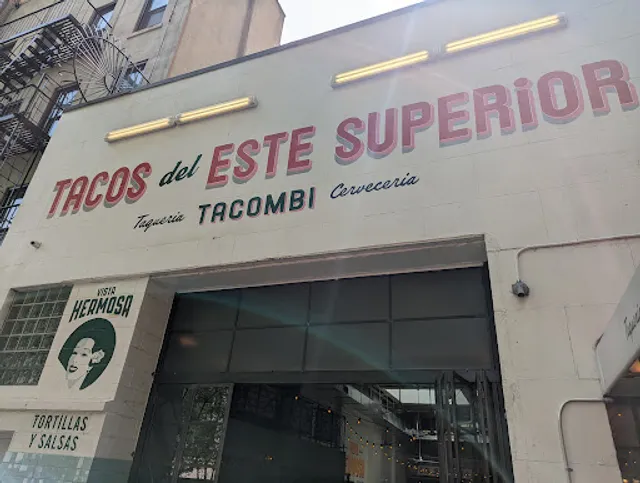 TACOS del ESTE SUPERiOR
Taqueria TACOMBI Cerveceria
VISTA
HERMOSA
TORTILLAS
Y SALSAS